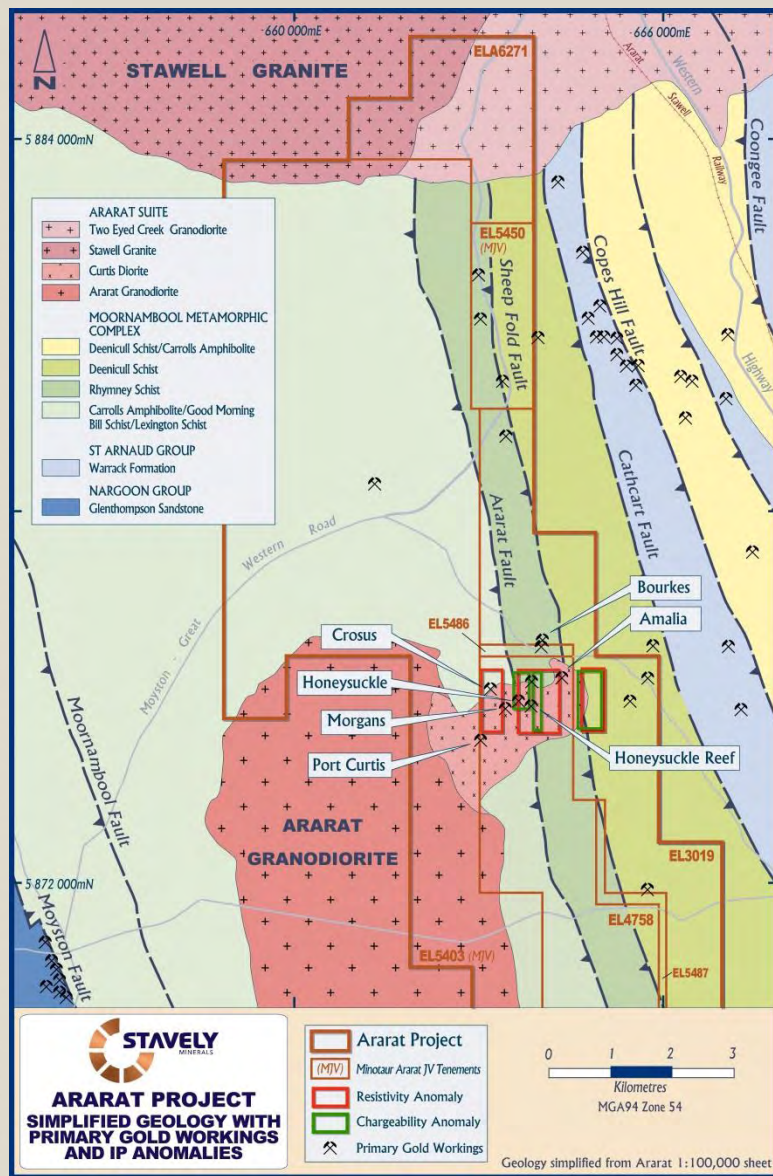 660 000mE
666 000mE
N
STAWELL GRANITE
ELA6271
Ararat
Western
Stawell
Railway
Coongee Fault
5 884 000mN
ARARAT SUITE
Two Eyed Creek Granodiorite
Stawell Granite
Curtis Diorite
Ararat Granodiorite
MOORNAMBOOL METAMORPHIC
COMPLEX
Deenicull Schist/Carrolls Amphibolite
Deenicull Schist
Rhymney Schist
Carrolls Amphibolite/Good Morning
Bill Schist/Lexington Schist
ST ARNAUD GROUP
Warrack Formation
NARGOON GROUP
Glenthompson Sandstone
EL5450
(MJV)
Sheep Fold Fault
Copes Hill Fault
Highway
Cathcart Fault
Ararat Fault
Moyston - Great Western Road
Bourkes
EL5486
Amalia
Crosus
Honeysuckle
Morgans
Port Curtis
Honeysuckle Reef
Moornambool Fault
ARARAT
GRANODIORITE
EL3019
5 872 000mN
Moyston Fault
EL4758
EL5403 (MJV)
EL5487
STAVELY
MINERALS
ARARAT PROJECT
SIMPLIFIED GEOLOGY WITH
PRIMARY GOLD WORKINGS
AND IP ANOMALIES
Ararat Project
(MJV) Minotaur Ararat JV Tenements
Resistivity Anomaly
Chargeability Anomaly
Primary Gold Workings
0 1 2 3
Kilometres
MGA94 Zone 54
Geology simplified from Ararat 1:100,000 sheet